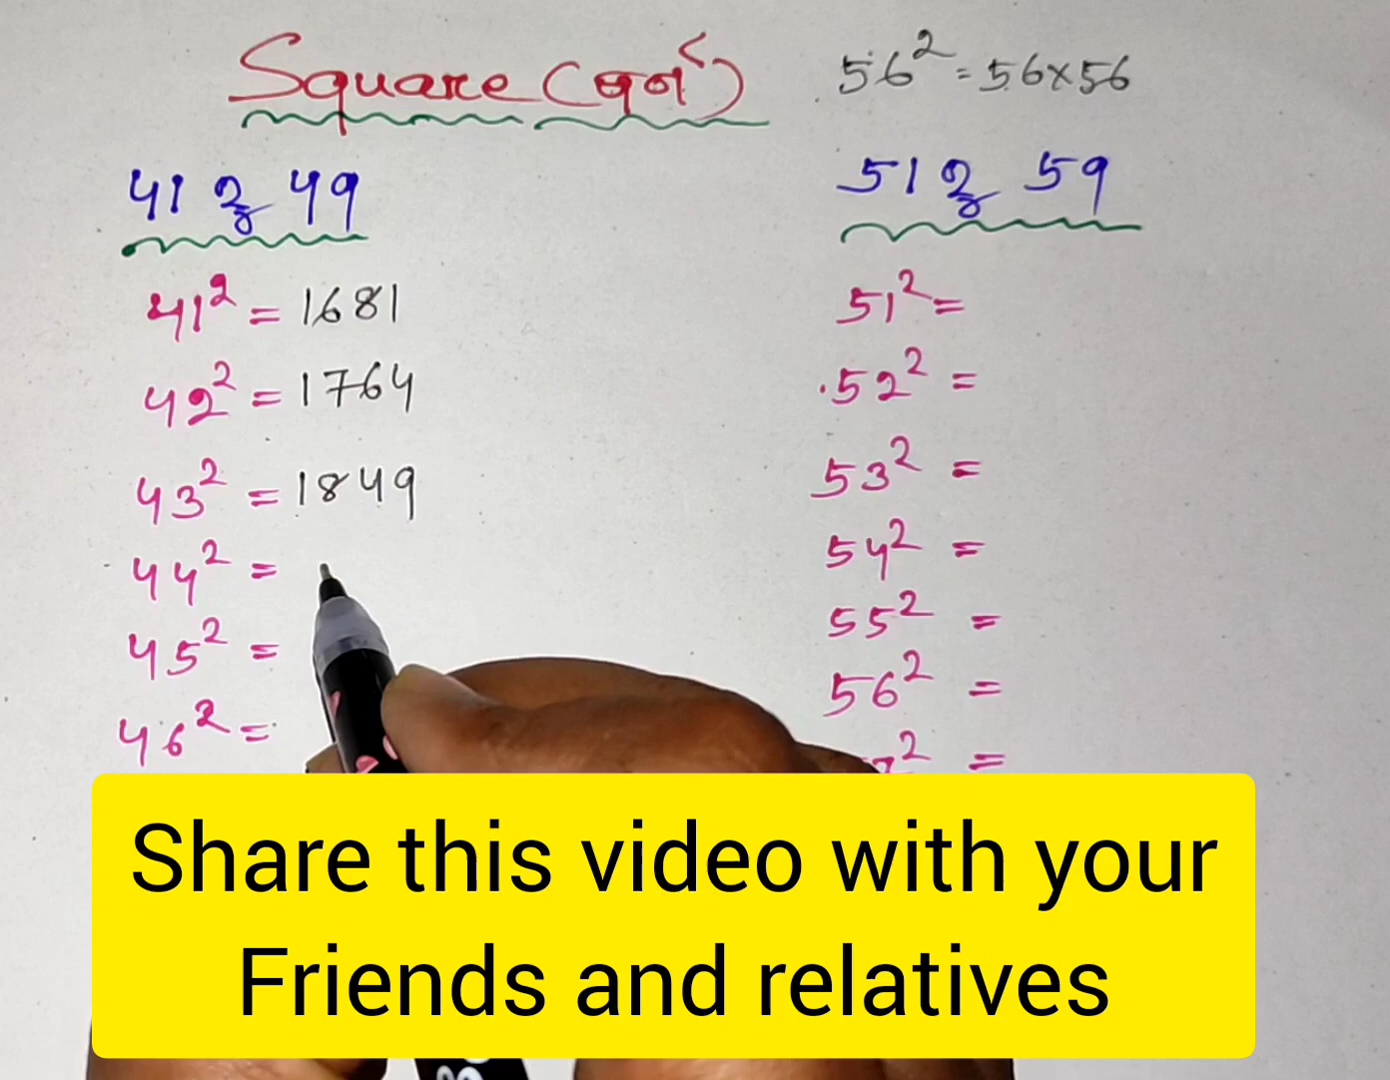 Square (वर्ग)
56² = 56×56
41 से 49
51 से 59
41² = 1681
42² = 1764
43² = 1849
44² =
45² =
46² =
51² =
52² =
53² =
54² =
55² =
56² =
² =
Share this video with your
Friends and relatives